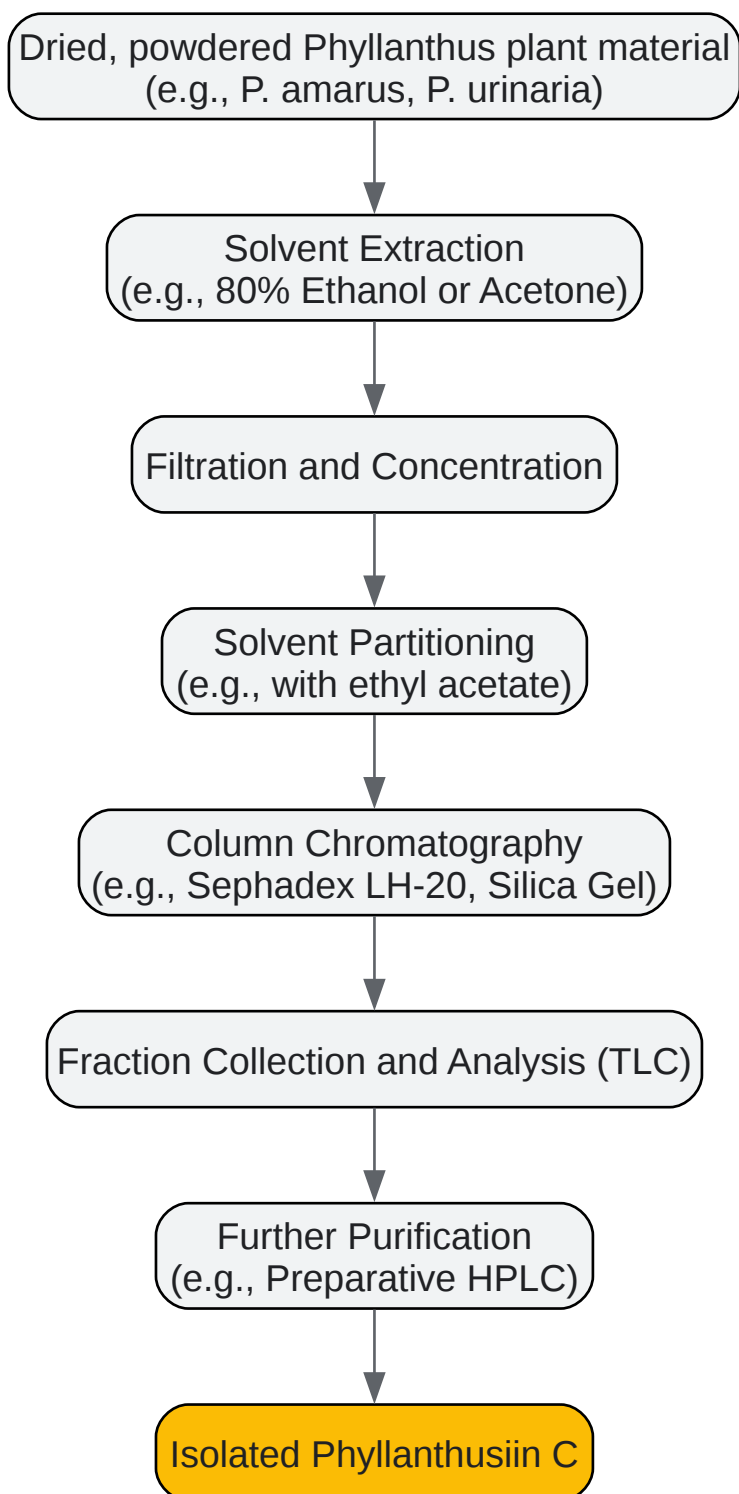 Dried, powdered Phyllanthus plant material
(e.g., P. amarus, P. urinaria)
Solvent Extraction
(e.g., 80% Ethanol or Acetone)
Filtration and Concentration
Solvent Partitioning
(e.g., with ethyl acetate)
Column Chromatography
(e.g., Sephadex LH-20, Silica Gel)
Fraction Collection and Analysis (TLC)
Further Purification
(e.g., Preparative HPLC)
Isolated Phyllanthusiin C